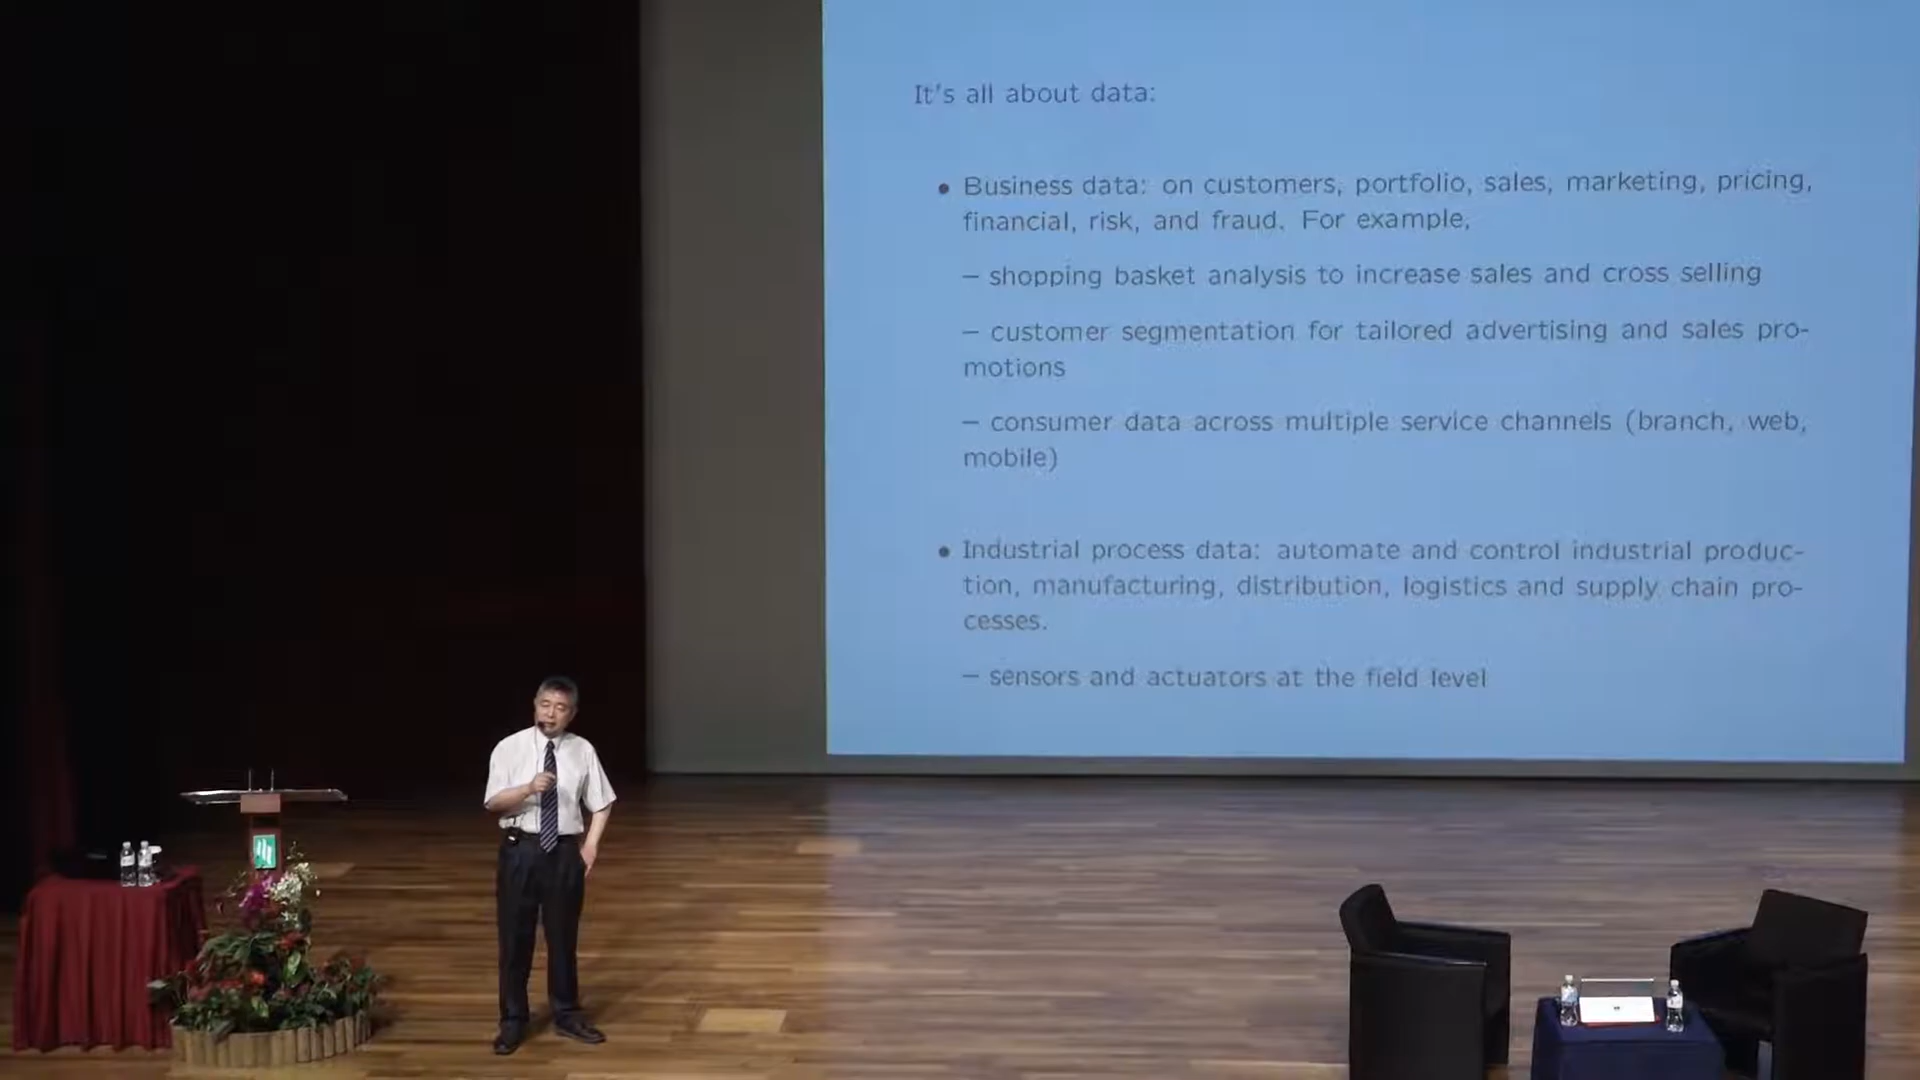 It's all about data:
• Business data: on customers, portfolio, sales, marketing, pricing,
financial, risk, and fraud. For example,
– shopping basket analysis to increase sales and cross selling
– customer segmentation for tailored advertising and sales pro-
motions
– consumer data across multiple service channels (branch, web,
mobile)
• Industrial process data: automate and control industrial produc-
tion, manufacturing, distribution, logistics and supply chain pro-
cesses.
– sensors and actuators at the field level